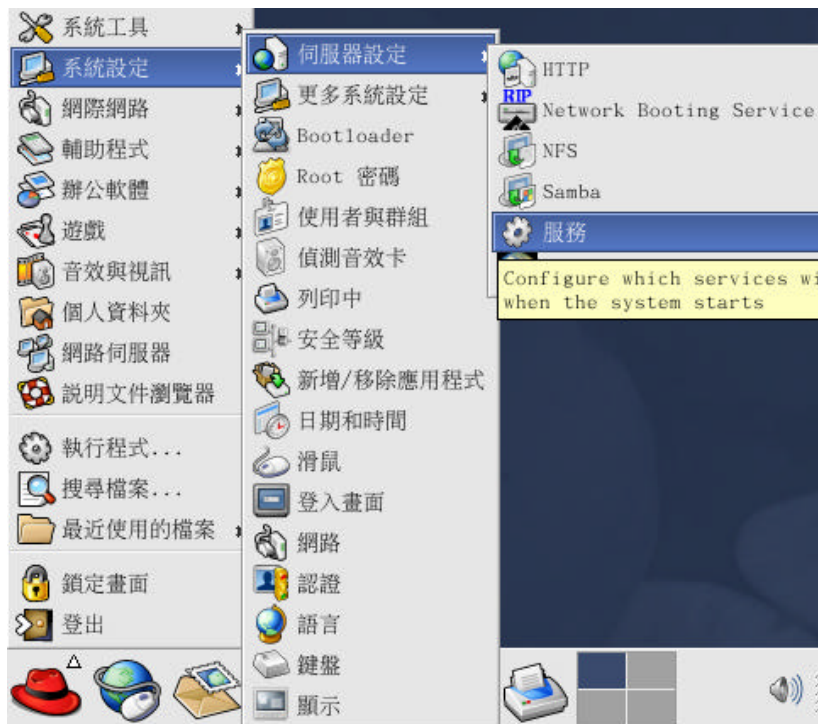 系統工具
系統設定
網際網路
輔助程式
辦公軟體
遊戲
音效與視訊
個人資料夾
網路伺服器
說明文件瀏覽器
執行程式...
搜尋檔案...
最近使用的檔案
鎖定畫面
登出
伺服器設定
更多系統設定
Bootloader
Root 密碼
使用者與群組
偵測音效卡
列印中
安全等級
新增/移除應用程式
日期和時間
滑鼠
登入畫面
網路
認證
語言
鍵盤
顯示
HTTP
RIP
Network Booting Service
NFS
Samba
服務
Configure which services wi
when the system starts